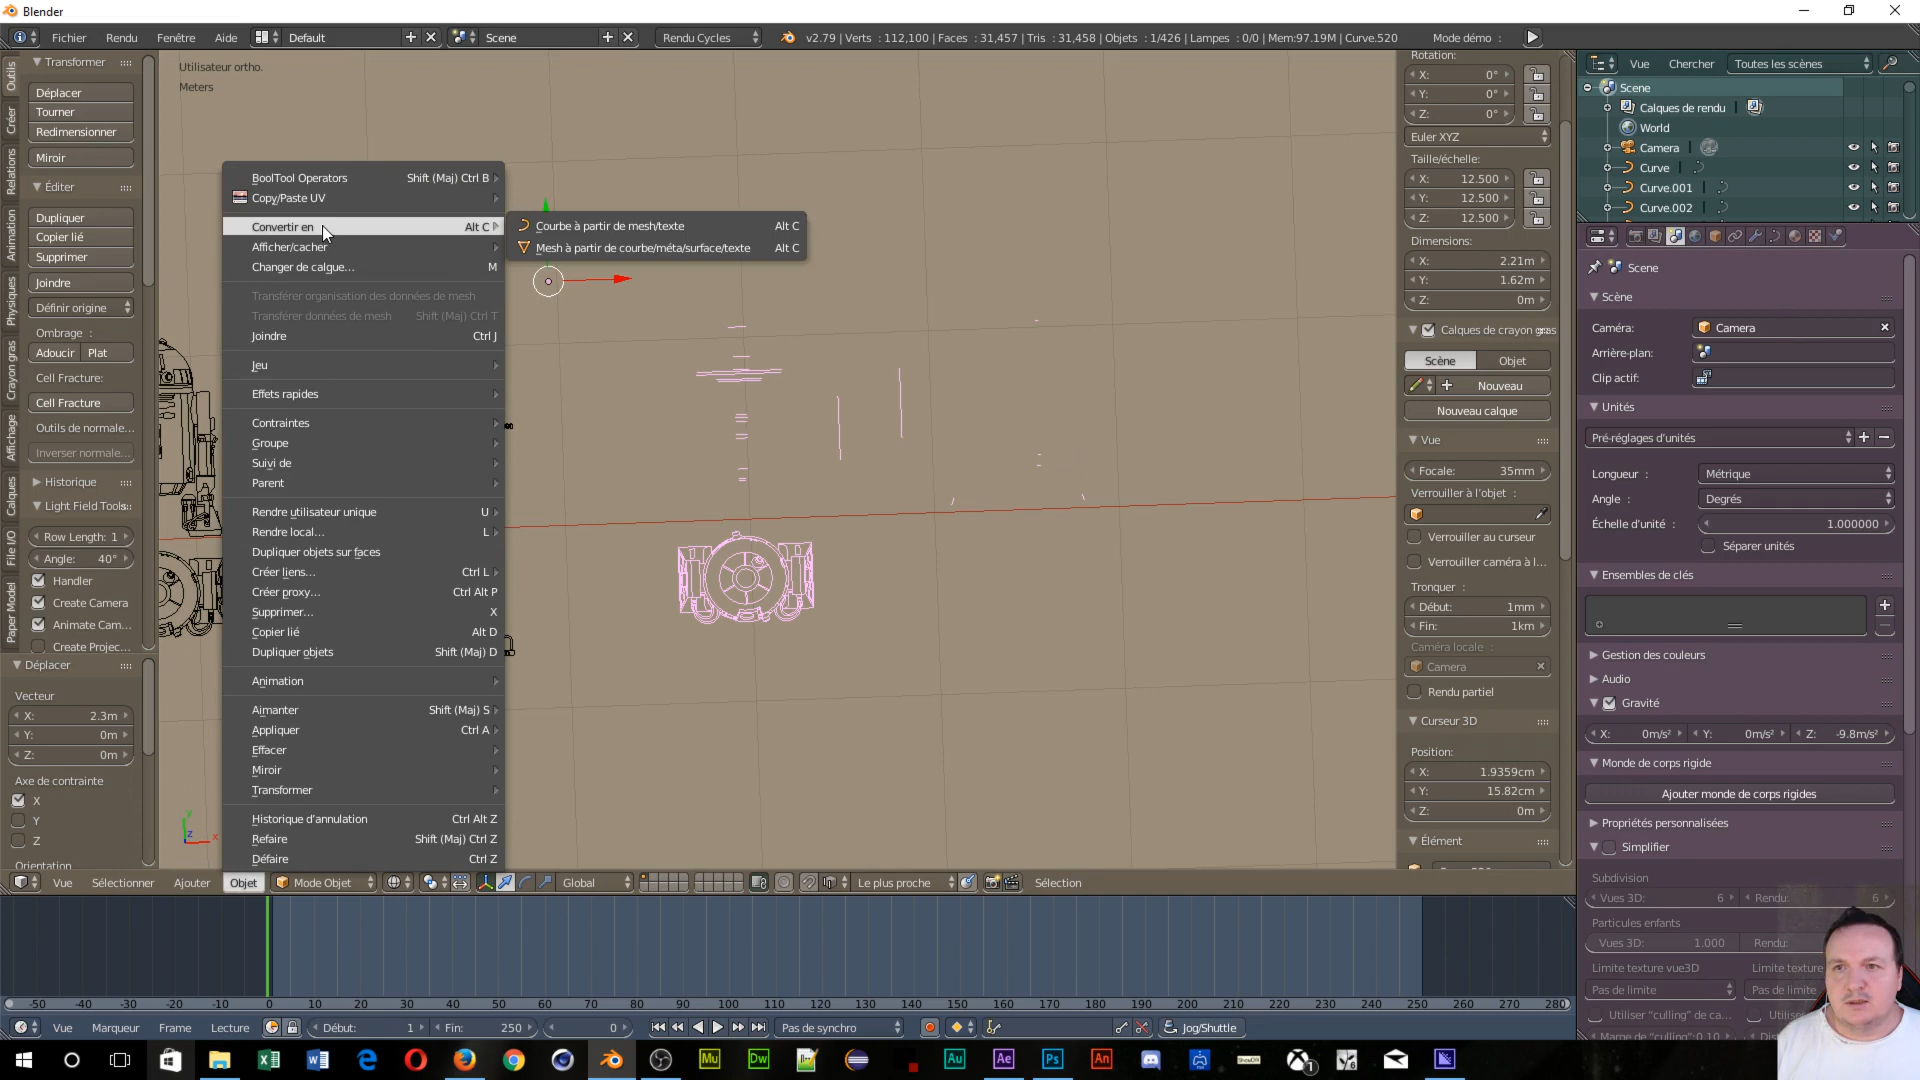 Blender
Fichier Rendu Fenêtre Aide Default Scene Rendu Cycles v2.79 | Verts : 112,100 | Faces : 31,457 | Tris : 31,458 | Objets : 1/426 | Lampes : 0/0 | Mem:97.19M | Curve.520 Mode démo :
Outils
Créer
Relations
Animation
Physiques
Crayon gras
Affichage
Calques
File I/O
Paper Model
Transformer
Déplacer
Tourner
Redimensionner
Miroir
Éditer
Dupliquer
Copier lié
Supprimer
Joindre
Définir origine
Ombrage :
Adoucir Plat
Cell Fracture:
Cell Fracture
Outils de normale...
Inverser normale...
Historique
Light Field Tools
Row Length: 1
Angle: 40°
Handler
Create Camera
Animate Cam...
Create Projec...
Déplacer
Vecteur
X: 2.3m
Y: 0m
Z: 0m
Axe de contrainte
X
Y
Z
Orientation
Utilisateur ortho.
Meters
BoolTool Operators Shift (Maj) Ctrl B
Copy/Paste UV
Convertir en Alt C
Afficher/cacher
Changer de calque... M
Transférer organisation des données de mesh
Transférer données de mesh Shift (Maj) Ctrl T
Joindre Ctrl J
Jeu
Effets rapides
Contraintes
Groupe
Suivi de
Parent
Rendre utilisateur unique U
Rendre local... L
Dupliquer objets sur faces
Créer liens... Ctrl L
Créer proxy... Ctrl Alt P
Supprimer... X
Copier lié Alt D
Dupliquer objets Shift (Maj) D
Animation
Aimanter Shift (Maj) S
Appliquer Ctrl A
Effacer
Miroir
Transformer
Historique d'annulation Ctrl Alt Z
Refaire Shift (Maj) Ctrl Z
Défaire Ctrl Z
Courbe à partir de mesh/texte Alt C
Mesh à partir de courbe/méta/surface/texte Alt C
y
z
x
Rotation:
X: 0°
Y: 0°
Z: 0°
Euler XYZ
Taille/échelle:
X: 12.500
Y: 12.500
Z: 12.500
Dimensions:
X: 2.21m
Y: 1.62m
Z: 0m
Calques de crayon gras
Scène Objet
Nouveau
Nouveau calque
Vue
Focale: 35mm
Verrouiller à l'objet :
Verrouiller au curseur
Verrouiller caméra à l...
Tronquer :
Début: 1mm
Fin: 1km
Caméra locale :
Camera
Rendu partiel
Curseur 3D
Position:
X: 1.9359cm
Y: 15.82cm
Z: 0m
Élément
Vue Chercher Toutes les scènes
Scene
Calques de rendu
World
Camera
Curve
Curve.001
Curve.002
Scene
Scène
Caméra: Camera
Arrière-plan:
Clip actif:
Unités
Pré-réglages d'unités
Longueur : Métrique
Angle : Degrés
Échelle d'unité : 1.000000
Séparer unités
Ensembles de clés
Gestion des couleurs
Audio
Gravité
X: 0m/s² Y: 0m/s² Z: -9.8m/s²
Monde de corps rigide
Ajouter monde de corps rigides
Propriétés personnalisées
Simplifier
Subdivision
Vues 3D: 6 Rendu: 6
Particules enfants
Vues 3D: 1.000 Rendu:
Limite texture vue3D Limite texture
Pas de limite Pas de limite
Utiliser "culling" de ca... Utilise
Marge de "culling":0.10
Vue Sélectionner Ajouter Objet Mode Objet Global Le plus proche Sélection
-50 -40 -30 -20 -10 0 10 20 30 40 50 60 70 80 90 100 110 120 130 140 150 160 170 180 190 200 210 220 230 240 250 260 270 280
Vue Marqueur Frame Lecture Début: 1 Fin: 250 0 Pas de synchro Jog/Shuttle
Mu Dw Au Ae Ps An 1